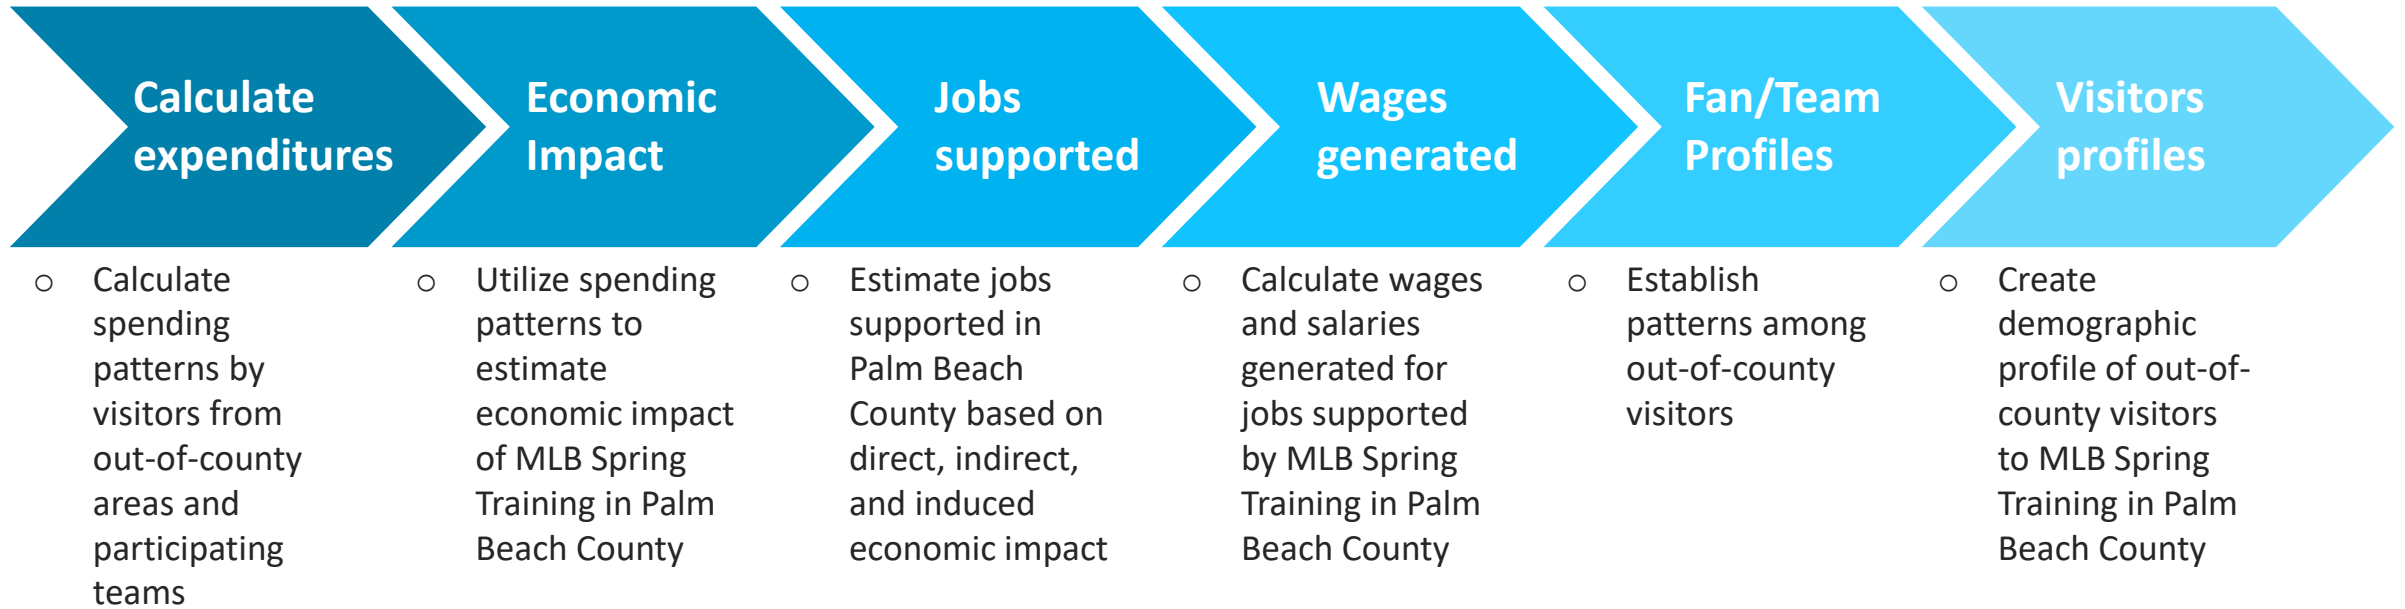 Calculate
expenditures
Economic
Impact
Jobs
supported
Wages
generated
Fan/Team
Profiles
Visitors
profiles
○ Calculate
spending
patterns by
visitors from
out-of-county
areas and
participating
teams
○ Utilize spending
patterns to
estimate
economic impact
of MLB Spring
Training in Palm
Beach County
○ Estimate jobs
supported in
Palm Beach
County based on
direct, indirect,
and induced
economic impact
○ Calculate wages
and salaries
generated for
jobs supported
by MLB Spring
Training in Palm
Beach County
○ Establish
patterns among
out-of-county
visitors
○ Create
demographic
profile of out-of-
county visitors
to MLB Spring
Training in Palm
Beach County